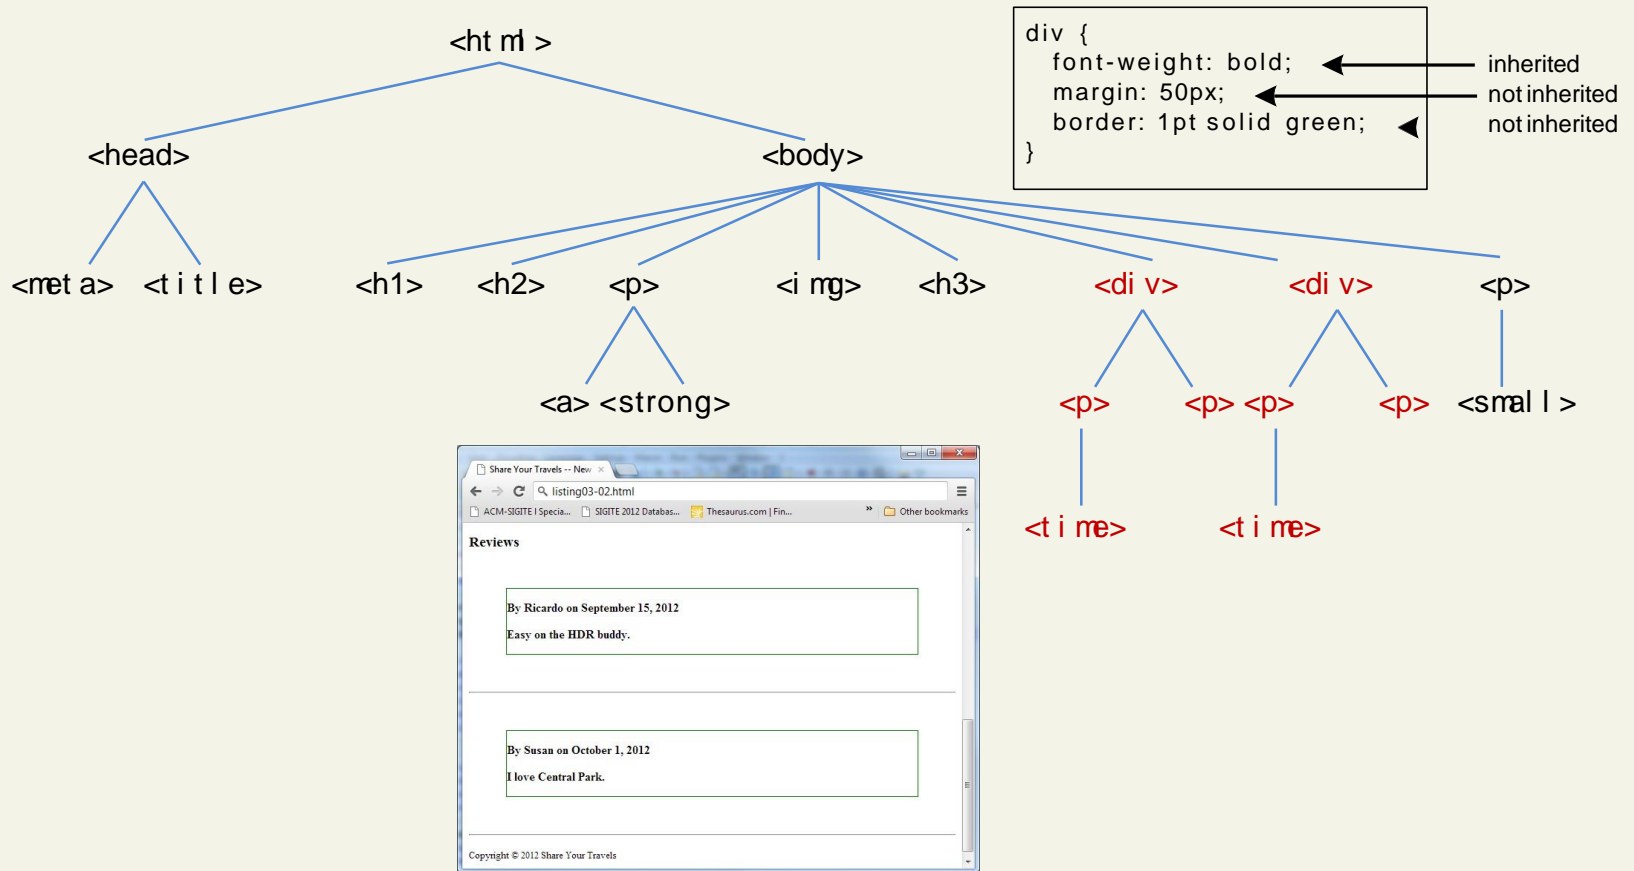 <html>
div {
font-weight: bold;
inherited
margin: 50px;
not inherited
border: 1pt solid green;
not inherited
}
<head>
<body>
<meta> <title> <h1> <h2> <p> <img> <h3> <div> <div> <p>
<a> <strong> <p> <p> <p> <p> <small>
<time> <time>
Share Your Travels -- New
listing03-02.html
ACM-SIGITE I Specia... SIGITE 2012 Databas... Thesaurus.com | Fin... » Other bookmarks
Reviews
By Ricardo on September 15, 2012
Easy on the HDR buddy.
By Susan on October 1, 2012
I love Central Park.
Copyright © 2012 Share Your Travels